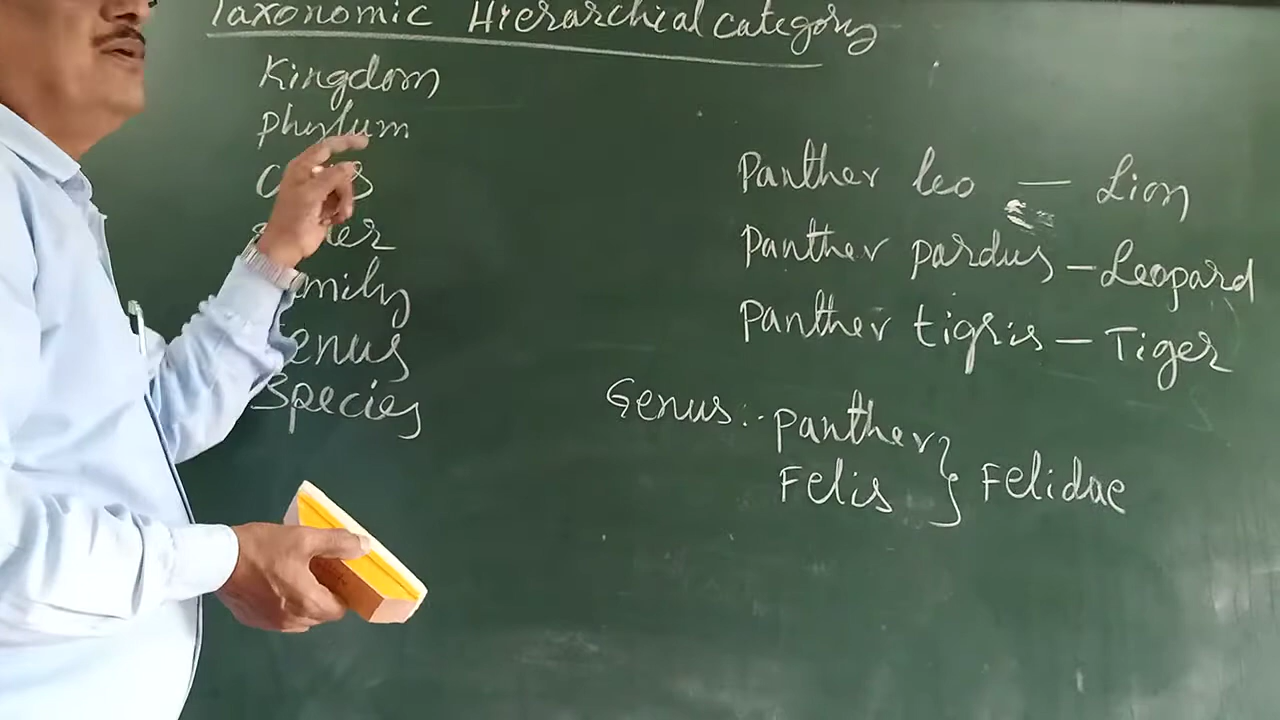 Taxonomic Hierarchial category
Kingdom
Phylum
Species
Panther leo — Lion
Panther pardus – Leopard
Panther tigris – Tiger
Genus:- Panther
Felis } Felidae